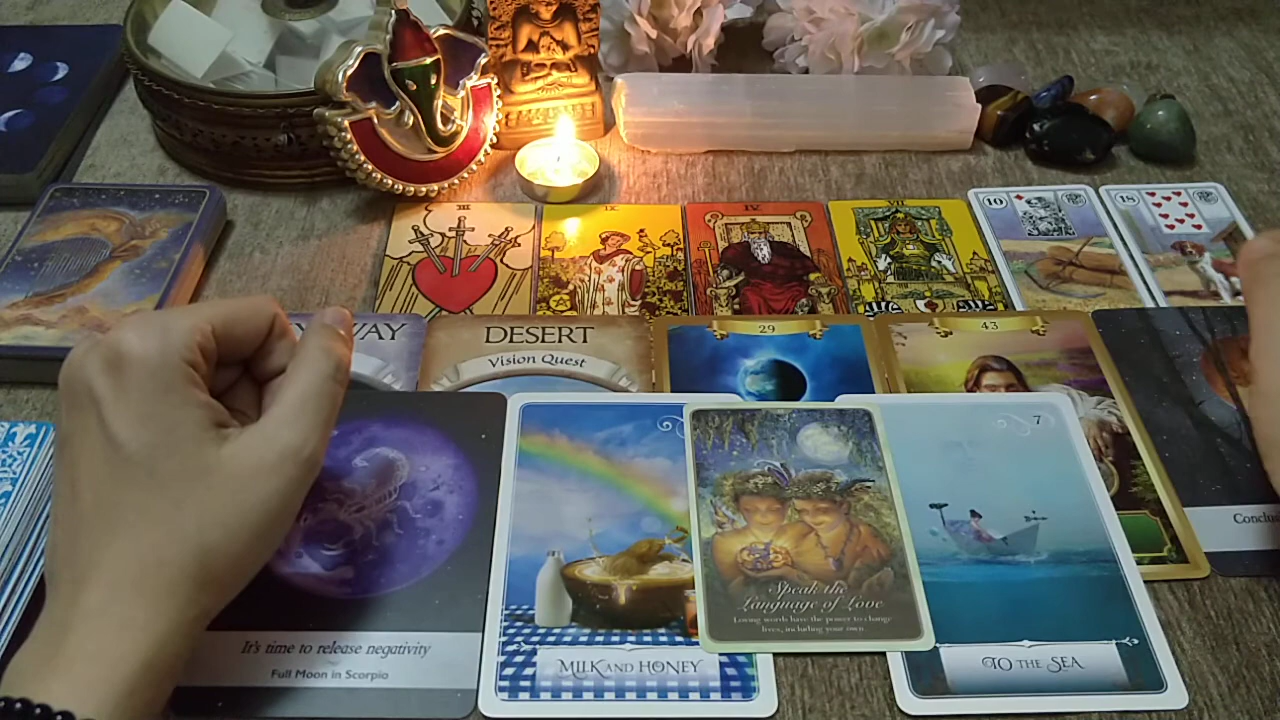 III
IX
IV
VII
10
18
WAY
DESERT
Vision Quest
29
43
7
It's time to release negativity
Full Moon in Scorpio
MILK AND HONEY
Speak the
Language of Love
Loving words have the power to change
lives, including your own.
TO THE SEA